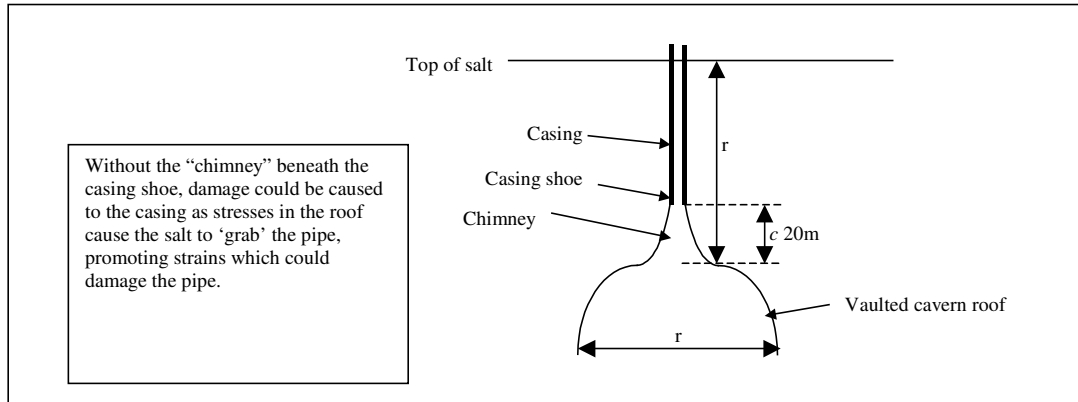 Top of salt
Casing
r
Without the “chimney” beneath the
casing shoe, damage could be caused
to the casing as stresses in the roof
cause the salt to ‘grab’ the pipe,
promoting strains which could
damage the pipe.
Casing shoe
Chimney
c 20m
Vaulted cavern roof
r